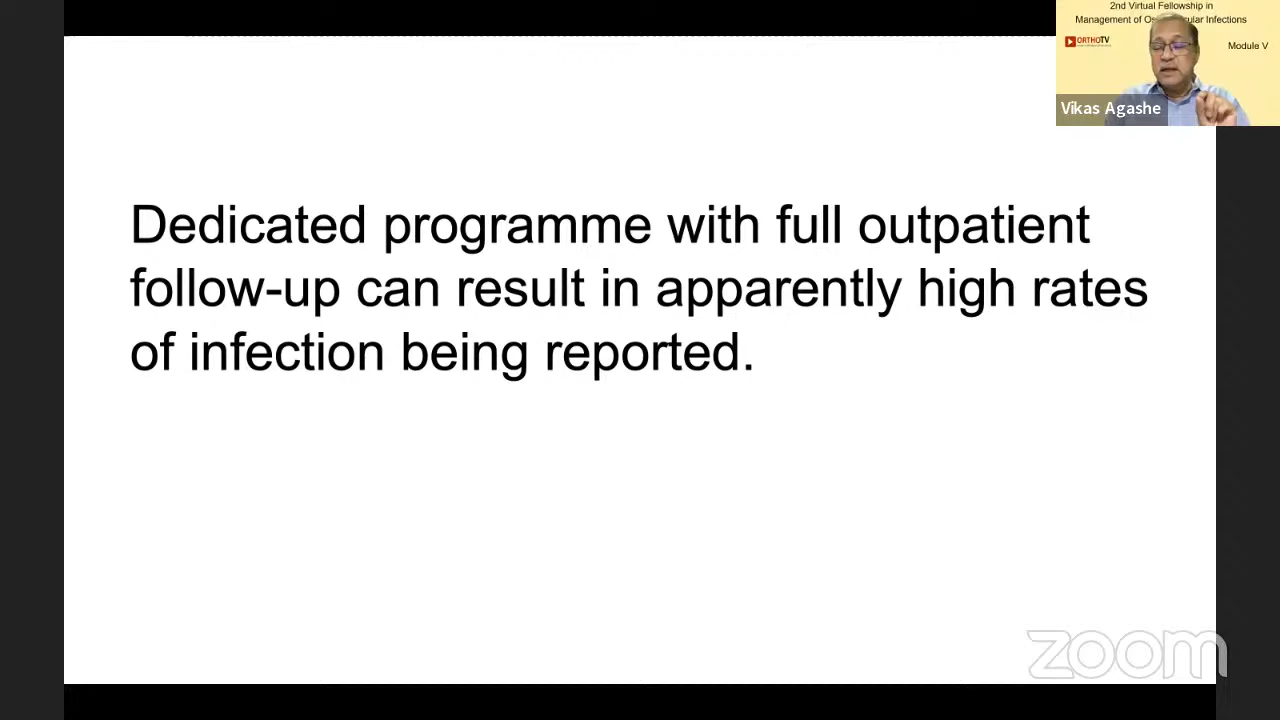 2nd Virtual Fellowship in
Management of Infections
ORTHOTV
Module V
Vikas Agashe
Dedicated programme with full outpatient
follow-up can result in apparently high rates
of infection being reported.
zoom